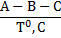 A – B – C
T⁰, C